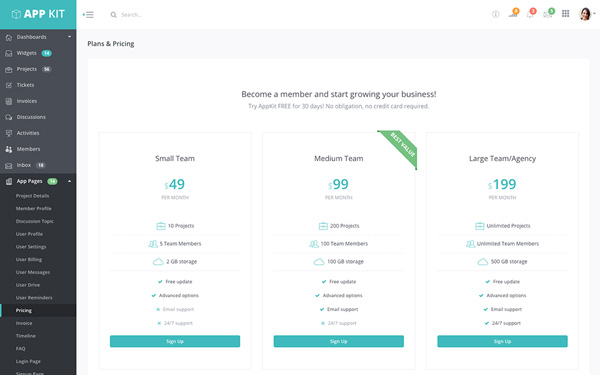 APP KIT
Search...
Dashboards
Widgets 14
Projects 56
Tickets
Invoices
Discussions
Activities
Members
Inbox 18
App Pages
Project Details
Member Profile
Discussion Topic
User Profile
User Settings
User Billing
User Messages
User Drive
User Reminders
Pricing
Invoice
Timeline
FAQ
Login Page
Signup Page
Plans & Pricing
Become a member and start growing your business!
Try AppKit FREE for 30 days! No obligation, no credit card required.
Small Team
$49
PER MONTH
10 Projects
5 Team Members
2 GB storage
Free update
Advanced options
Email support
24/7 support
Sign Up
BEST VALUE
Medium Team
$99
PER MONTH
200 Projects
100 Team Members
100 GB storage
Free update
Advanced options
Email support
24/7 support
Sign Up
Large Team/Agency
$199
PER MONTH
Unlimited Projects
Unlimited Team Members
500 GB storage
Free update
Advanced options
Email support
24/7 support
Sign Up